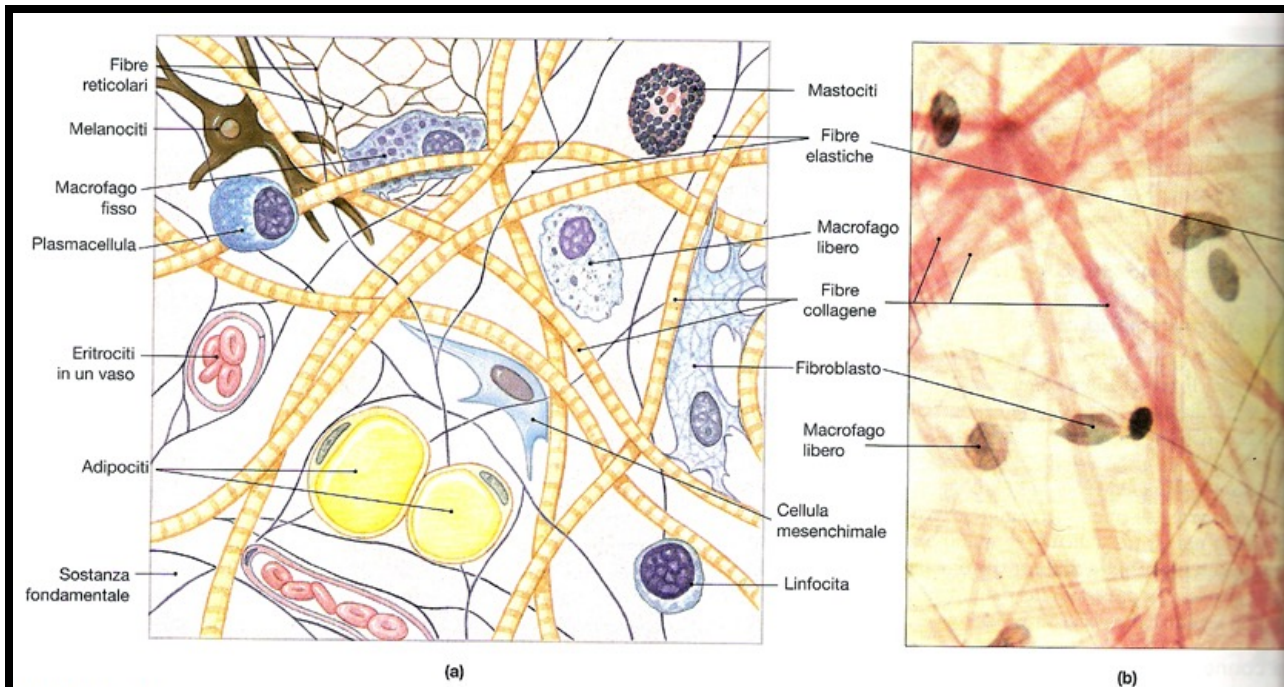 Fibre
reticolari
Melanociti
Macrofago
fisso
Plasmacellula
Eritrociti
in un vaso
Adipociti
Sostanza
fondamentale
Mastociti
Fibre
elastiche
Macrofago
libero
Fibre
collagene
Fibroblasto
Macrofago
libero
Cellula
mesenchimale
Linfocita
(a)
(b)